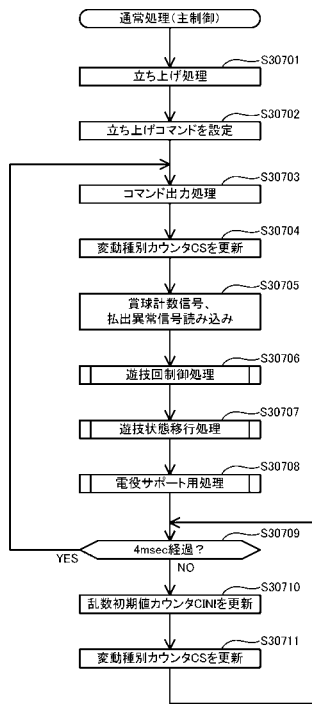 通常処理(主制御)
S30701
立ち上げ処理
S30702
立ち上げコマンドを設定
S30703
コマンド出力処理
S30704
変動種別カウンタCSを更新
S30705
賞球計数信号、
払出異常信号読み込み
S30706
遊技回制御処理
S30707
遊技状態移行処理
S30708
電役サポート用処理
S30709
4msec経過?
YES
NO
S30710
乱数初期値カウンタCINIを更新
S30711
変動種別カウンタCSを更新